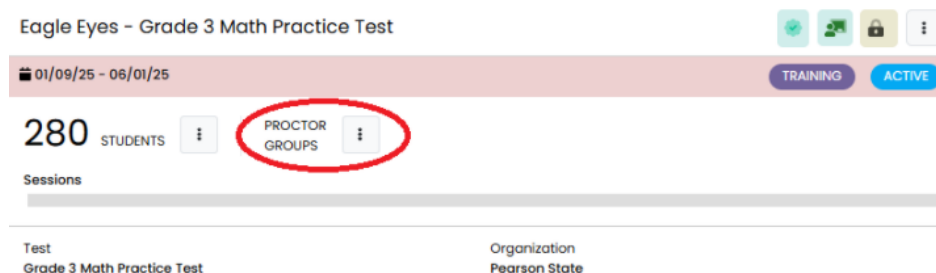 Eagle Eyes - Grade 3 Math Practice Test
01/09/25 - 06/01/25
TRAINING
ACTIVE
280 STUDENTS
PROCTOR
GROUPS
Sessions
Test
Grade 3 Math Practice Test
Organization
Pearson State